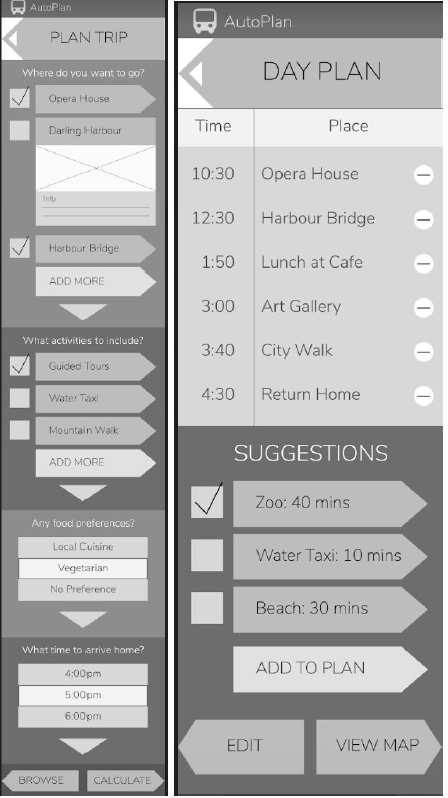 AutoPlan
PLAN TRIP
Where do you want to go?
Opera House
Darling Harbour
Info
Harbour Bridge
ADD MORE
What activities to include?
Guided Tours
Water Taxi
Mountain Walk
ADD MORE
Any food preferences?
Local Cuisine
Vegetarian
No Preference
What time to arrive home?
4:00pm
5:00pm
6:00pm
BROWSE CALCULATE
AutoPlan
DAY PLAN
Time Place
10:30 Opera House
12:30 Harbour Bridge
1:50 Lunch at Cafe
3:00 Art Gallery
3:40 City Walk
4:30 Return Home
SUGGESTIONS
Zoo: 40 mins
Water Taxi: 10 mins
Beach: 30 mins
ADD TO PLAN
EDIT VIEW MAP